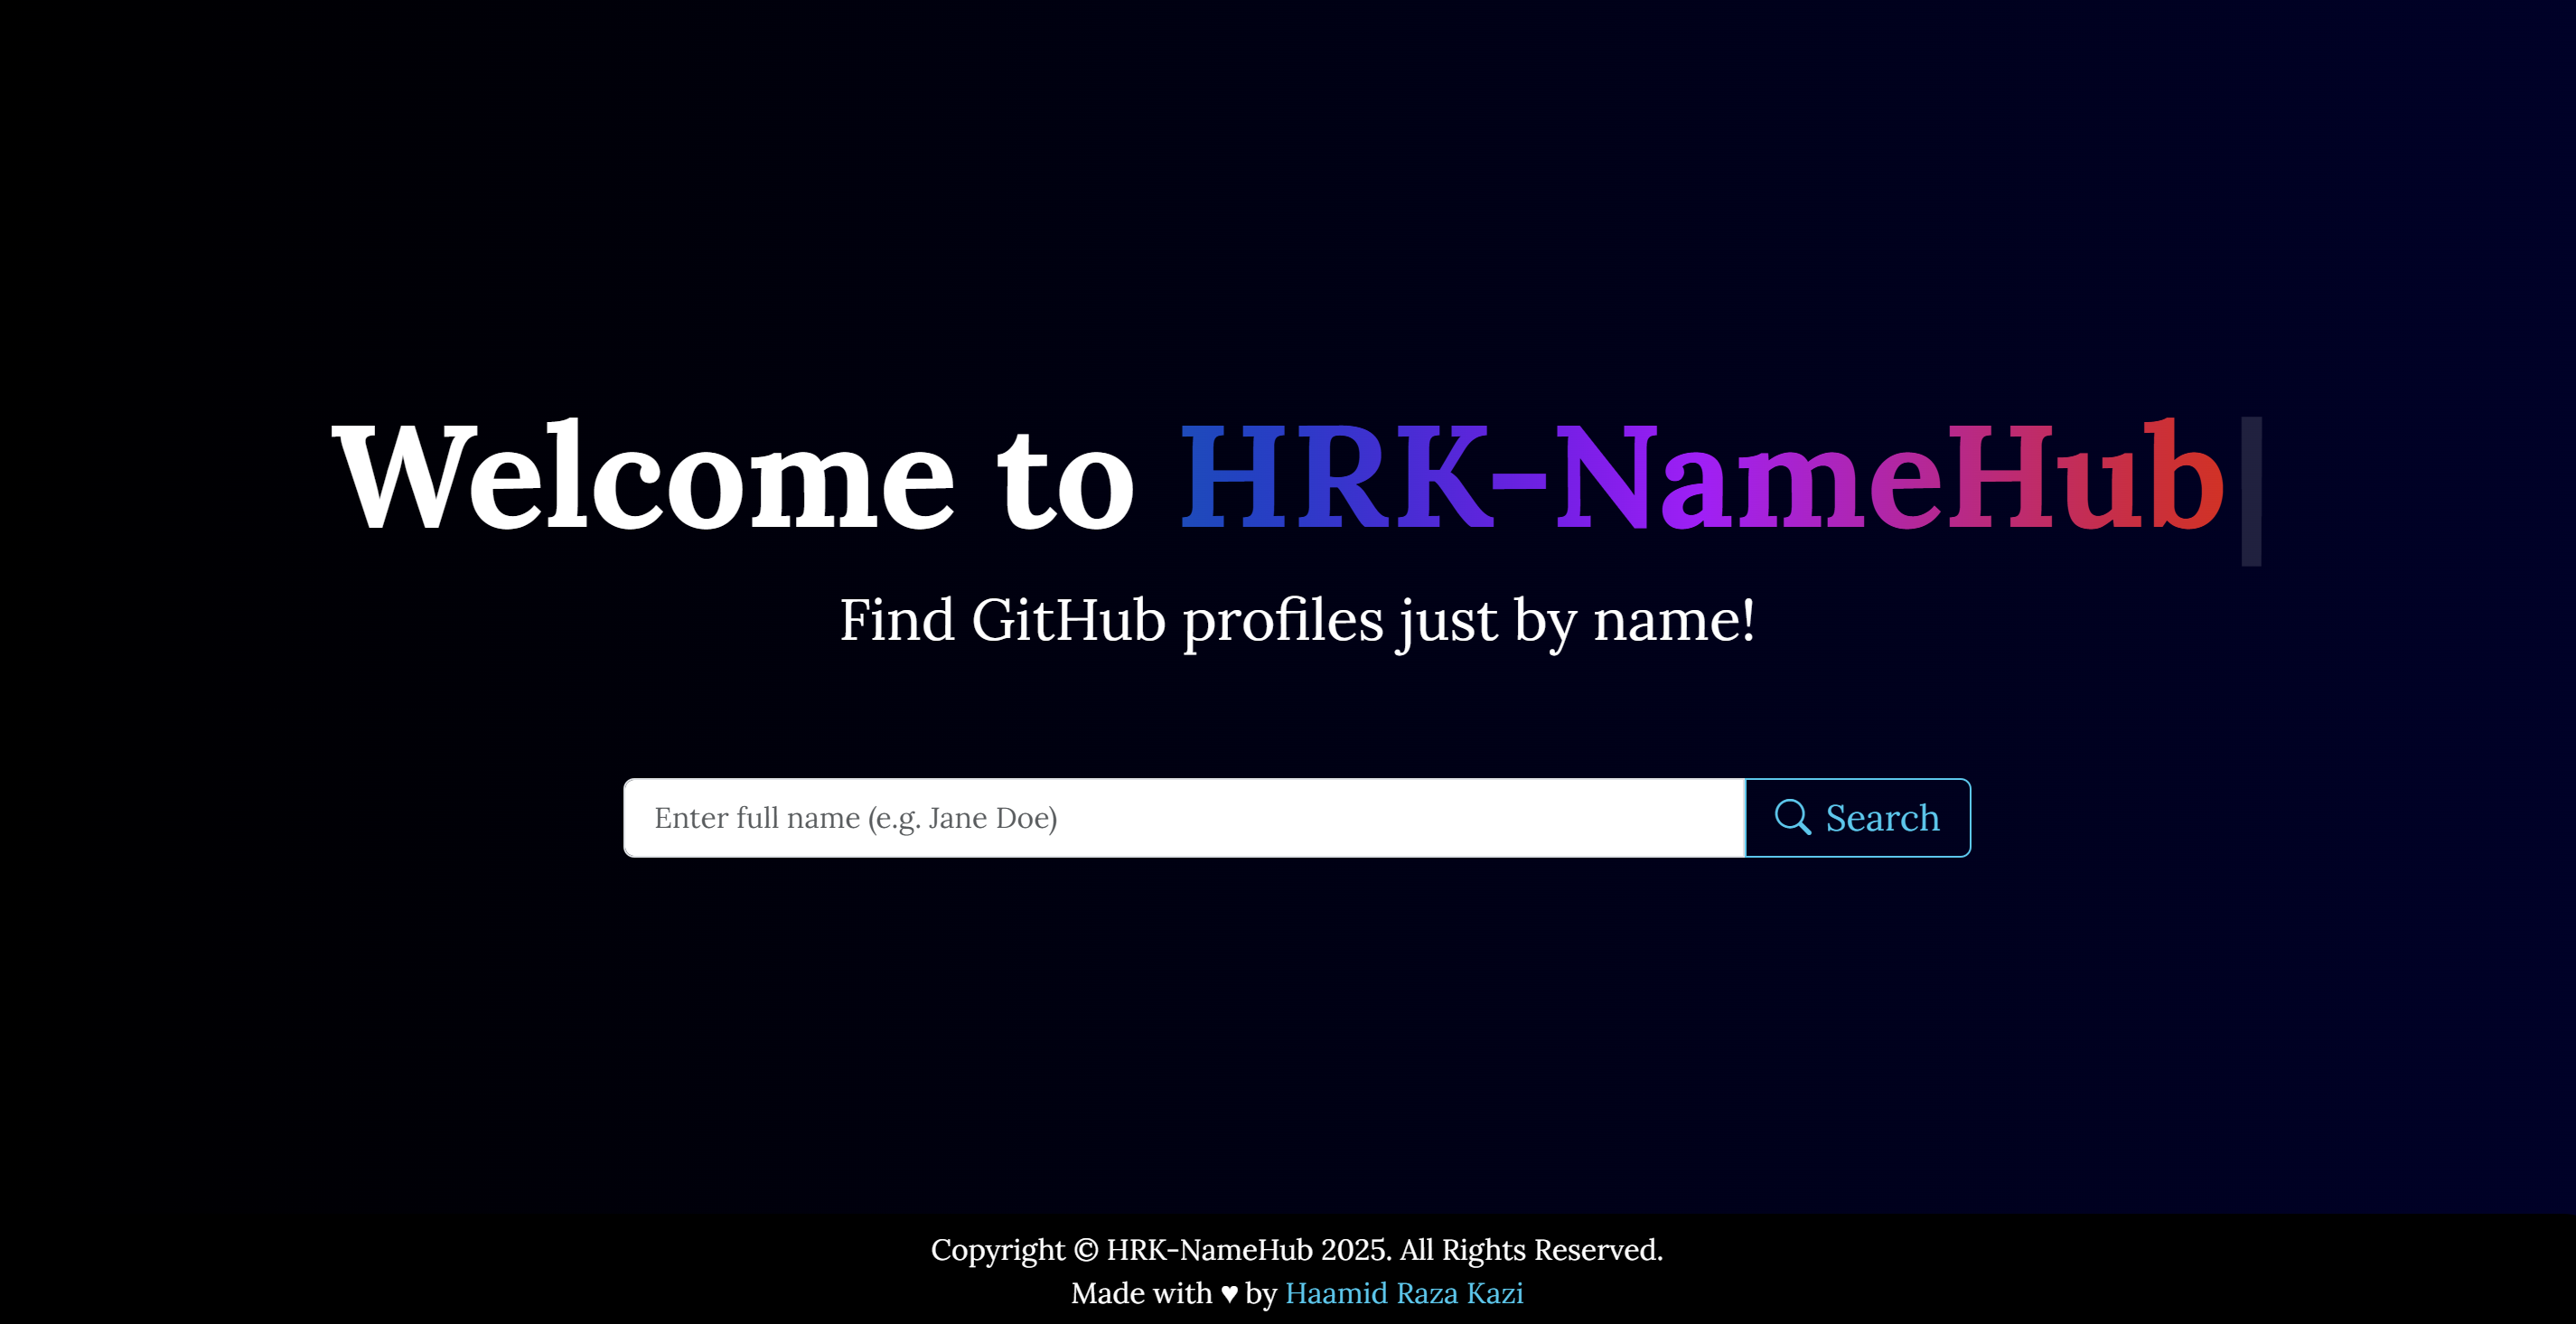 Welcome to HRK-NameHub
Find GitHub profiles just by name!
Enter full name (e.g. Jane Doe)
Search
Copyright © HRK-NameHub 2025. All Rights Reserved.
Made with ♥ by Haamid Raza Kazi